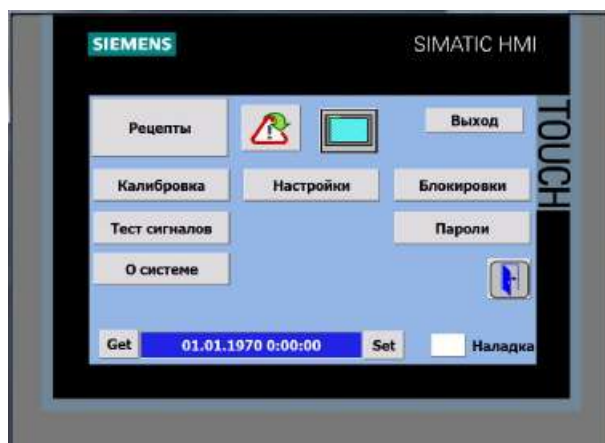 SIEMENS
SIMATIC HMI
TOUCH
Рецепты
Выход
Калибровка
Настройки
Блокировки
Тест сигналов
Пароли
О системе
Get
01.01.1970 0:00:00
Set
Наладка